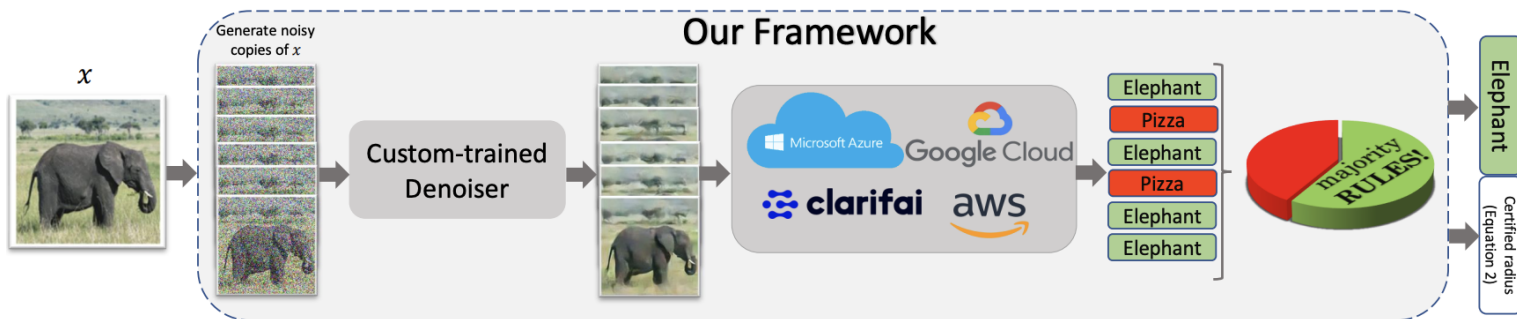 Our Framework
x
Generate noisy
copies of x
Custom-trained
Denoiser
Microsoft Azure
Google Cloud
clarifai
aws
Elephant
Pizza
Elephant
Pizza
Elephant
Elephant
majority
RULES!
Elephant
Certified radius
(Equation 2)